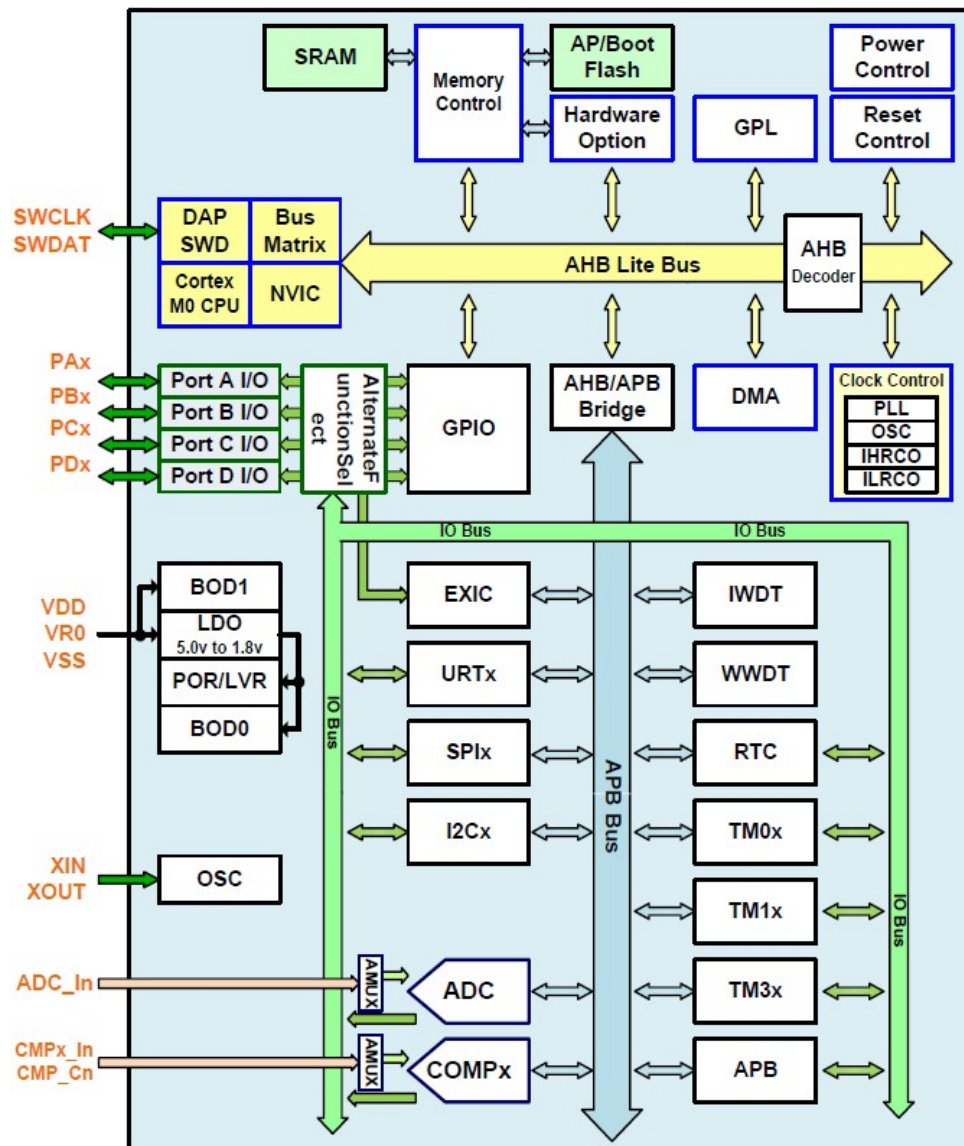 SRAM
Memory
Control
AP/Boot
Flash
Hardware
Option
GPL
Power
Control
Reset
Control
SWCLK
SWDAT
DAP
SWD
Bus
Matrix
Cortex
M0 CPU
NVIC
AHB Lite Bus
AHB
Decoder
PAx
PBx
PCx
PDx
Port A I/O
Port B I/O
Port C I/O
Port D I/O
AlternateF
unctionSel
ect
GPIO
AHB/APB
Bridge
DMA
Clock Control
PLL
OSC
IHRCO
ILRCO
IO Bus
IO Bus
VDD
VR0
VSS
BOD1
LDO
5.0v to 1.8v
POR/LVR
BOD0
IO Bus
EXIC
URTx
SPIx
I2Cx
APB Bus
IWDT
WWDT
RTC
TM0x
TM1x
TM3x
APB
IO Bus
XIN
XOUT
OSC
ADC_In
AMUX
ADC
CMPx_In
CMP_Cn
AMUX
COMPx